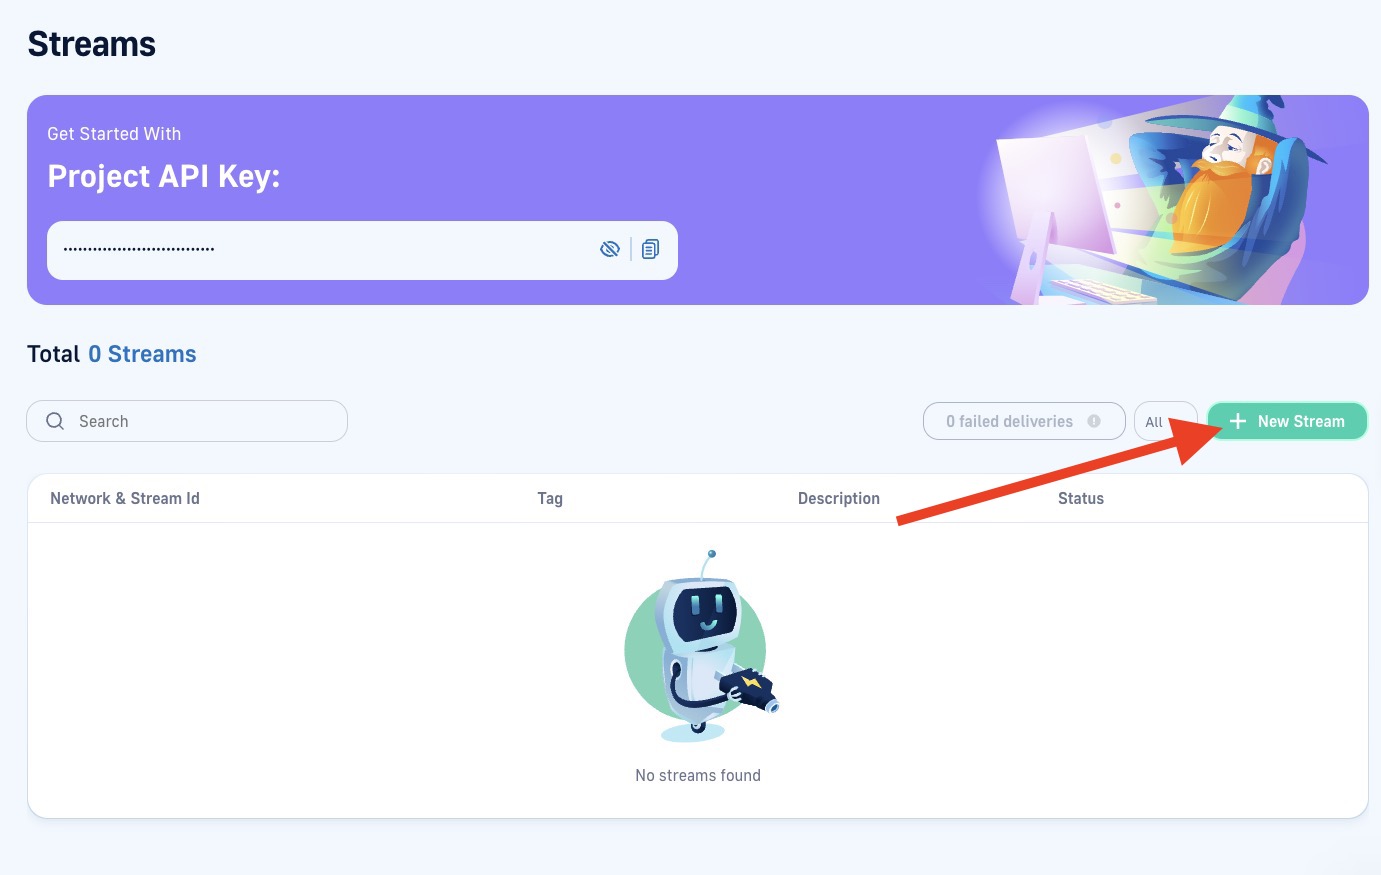 Streams
Get Started With
Project API Key:
••••••••••••••••••••••••••••••
Total 0 Streams
Search
0 failed deliveries
All
New Stream
Network & Stream Id
Tag
Description
Status
No streams found